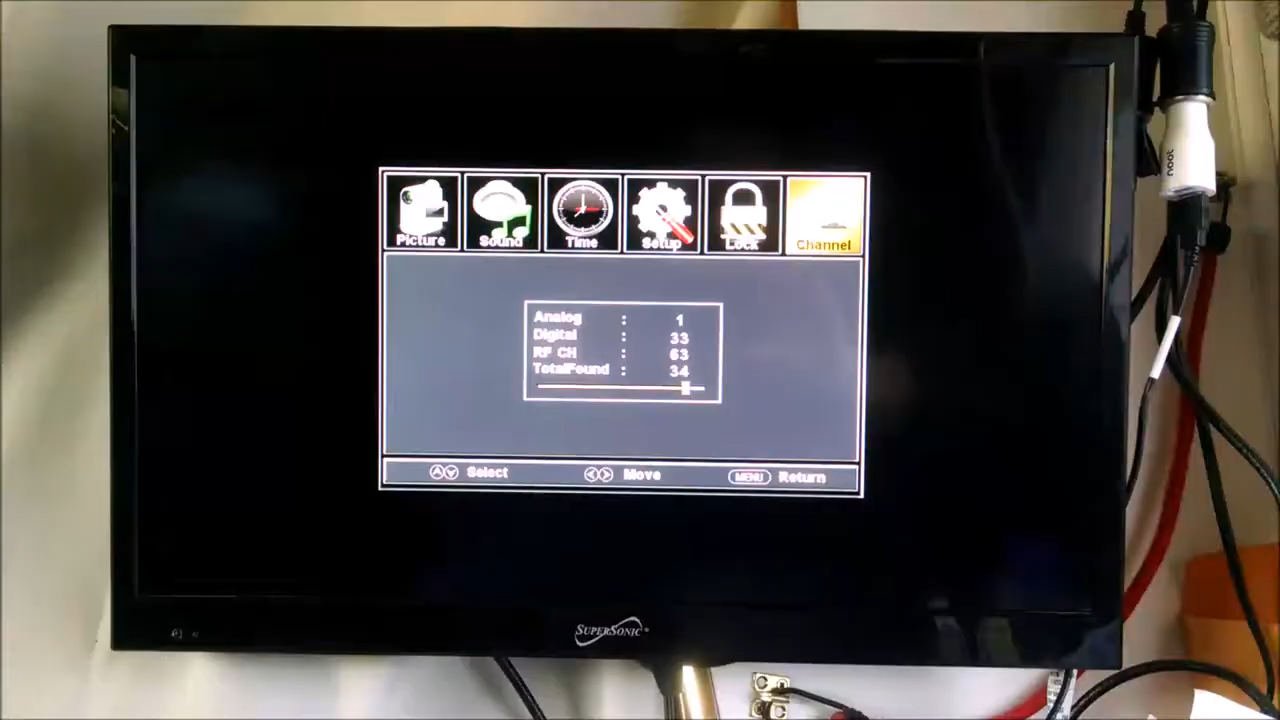 noot
Picture Sound Time Setup Lock Channel
Analog : 1
Digital : 33
RF CH : 63
TotalFound : 34
Select Move MENU Return
SUPERSONIC